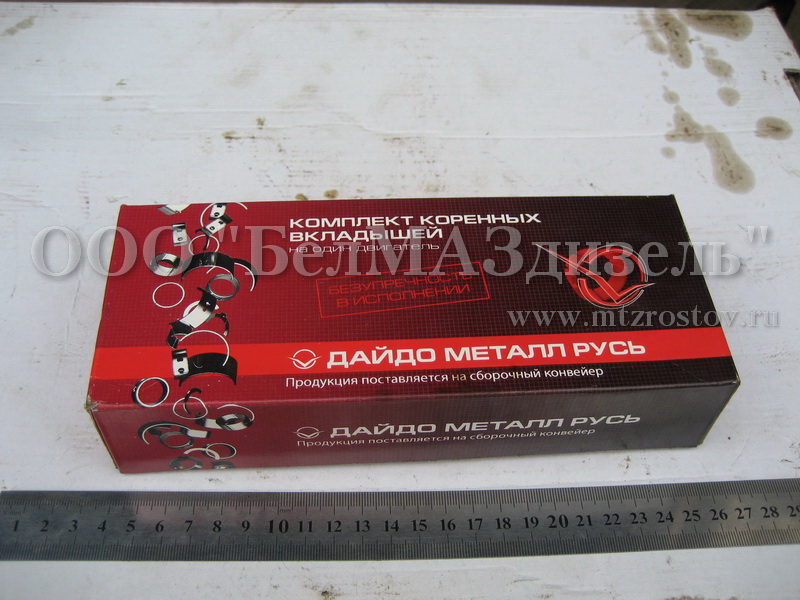 КОМПЛЕКТ КОРЕННЫХ
ВКЛАДЫШЕЙ
на один двигатель
ООО "БелМАЗдизель"
БЕЗУПРЕЧНОСТЬ
В ИСПОЛНЕНИИ
www.mtzrostov.ru
ДАЙДО МЕТАЛЛ РУСЬ
Продукция поставляется на сборочный конвейер
ДАЙДО МЕТАЛЛ РУСЬ
Продукция поставляется на сборочный конвейер
1 2 3 4 5 6 7 8 9 10 11 12 13 14 15 16 17 18 19 20 21 22 23 24 25 26 27 28 29